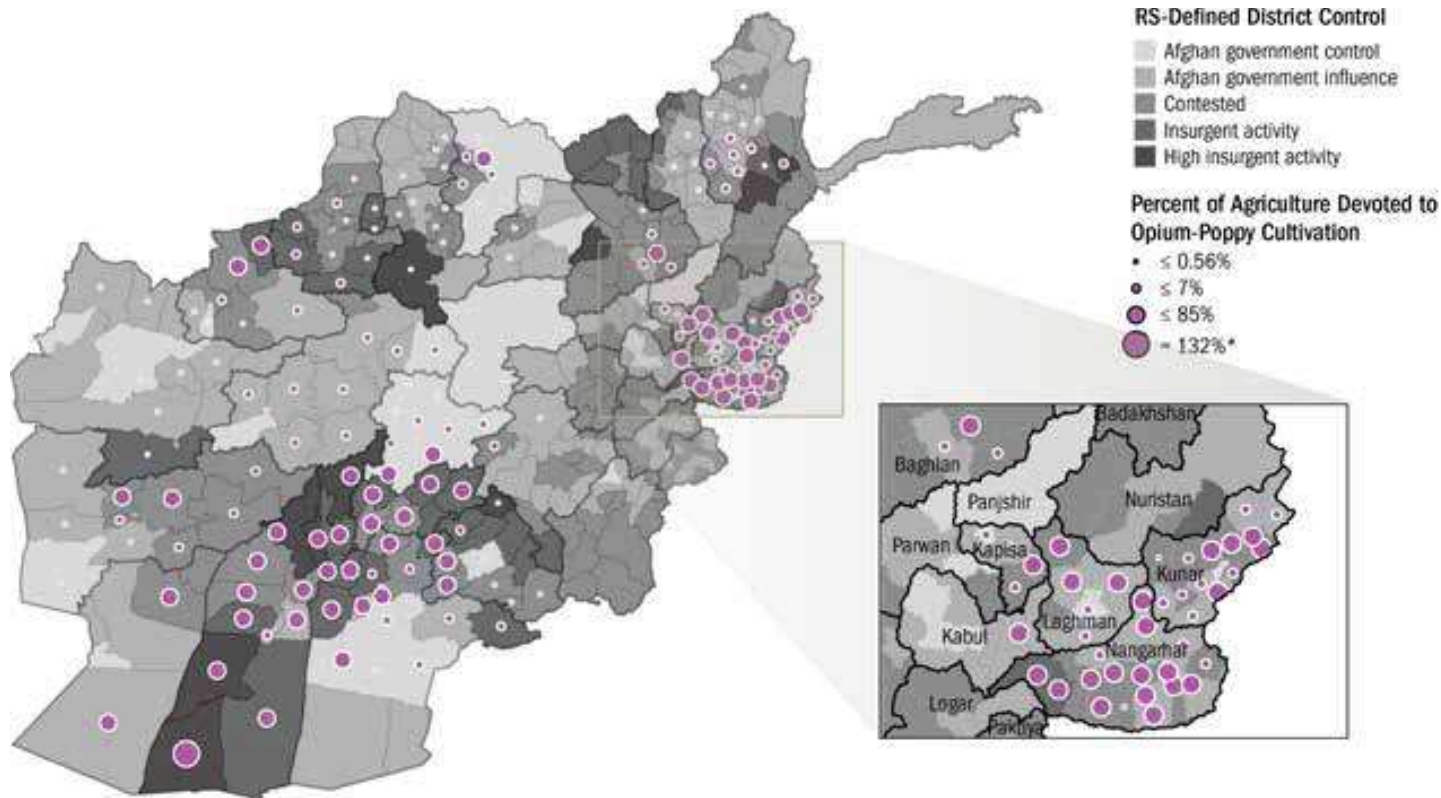 RS-Defined District Control
Afghan government control
Afghan government influence
Contested
Insurgent activity
High insurgent activity
Percent of Agriculture Devoted to
Opium-Poppy Cultivation
≤ 0.56%
≤ 7%
≤ 85%
= 132%*
Badakhshan
Baghlan
Panjshir
Nuristan
Parwan
Kapisa
Kunar
Laghman
Kabul
Nangarhar
Logar
Paktya